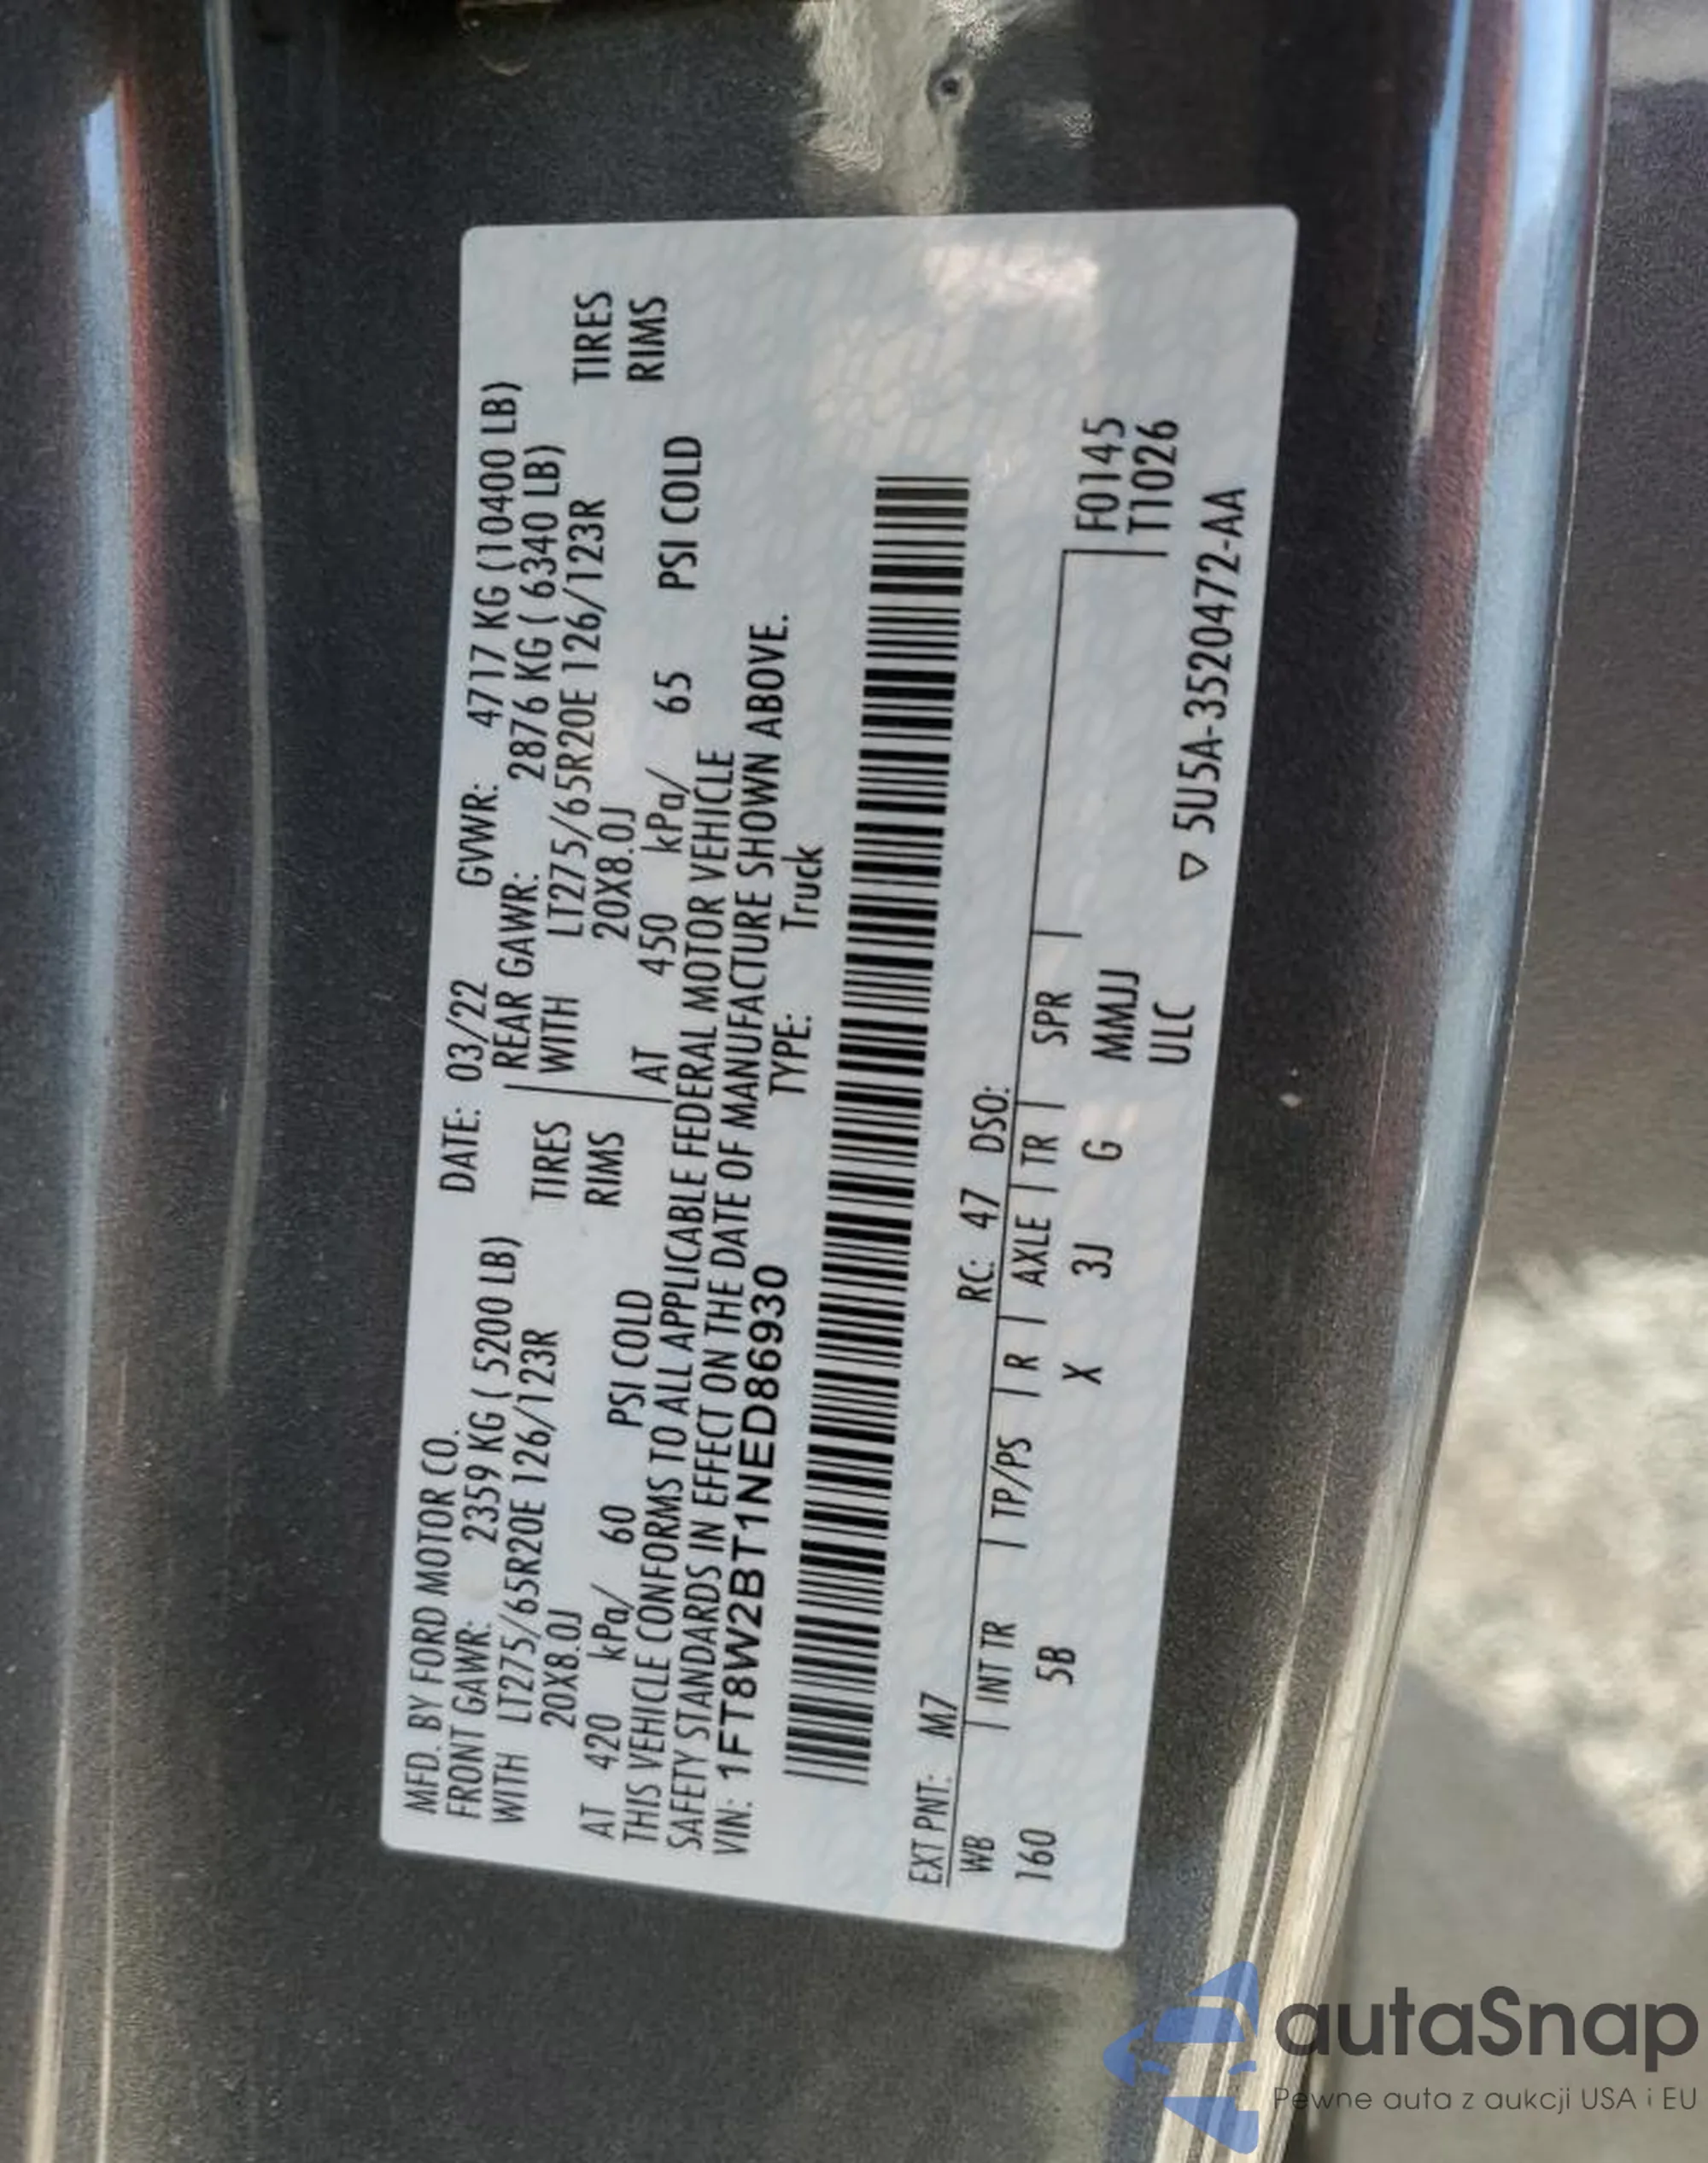 MFD. BY FORD MOTOR CO. DATE: 03/22 GVWR: 4717 KG (10400 LB)
FRONT GAWR: 2359 KG ( 5200 LB) REAR GAWR: 2876 KG ( 6340 LB)
WITH LT275/65R20E 126/123R TIRES WITH LT275/65R20E 126/123R TIRES
20X8.0J RIMS 20X8.0J RIMS
AT 420 kPa/ 60 PSI COLD AT 450 kPa/ 65 PSI COLD
THIS VEHICLE CONFORMS TO ALL APPLICABLE FEDERAL MOTOR VEHICLE
SAFETY STANDARDS IN EFFECT ON THE DATE OF MANUFACTURE SHOWN ABOVE.
VIN: 1FT8W2BT1NED86930 TYPE: Truck
EXT PNT: M7 RC: 47 DSO:
WB INT TR TP/PS R AXLE TR SPR F0145
160 5B X 3J G MMJJ T1026
ULC
▽ 5U5A-3520472-AA
autaSnap
Pewne auta z aukcji USA i EU